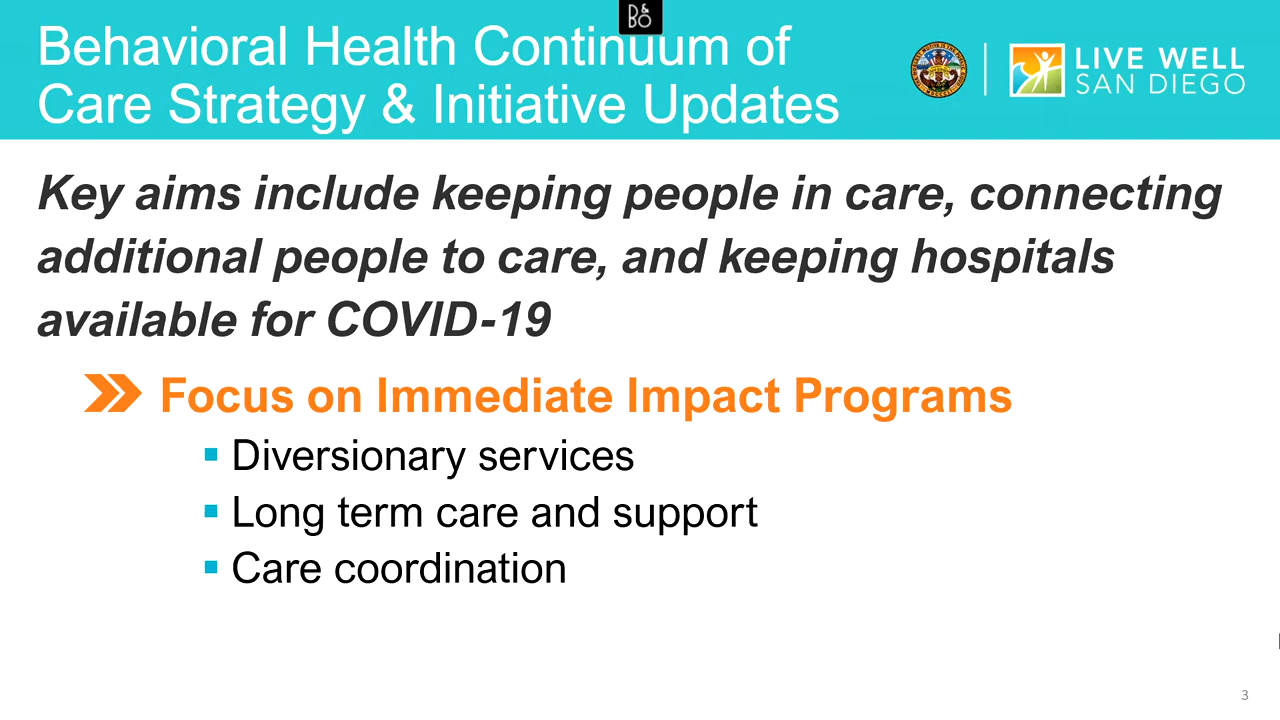 B&O
Behavioral Health Continuum of
Care Strategy & Initiative Updates
LIVE WELL
SAN DIEGO
Key aims include keeping people in care, connecting
additional people to care, and keeping hospitals
available for COVID-19
Focus on Immediate Impact Programs
▪ Diversionary services
▪ Long term care and support
▪ Care coordination
3